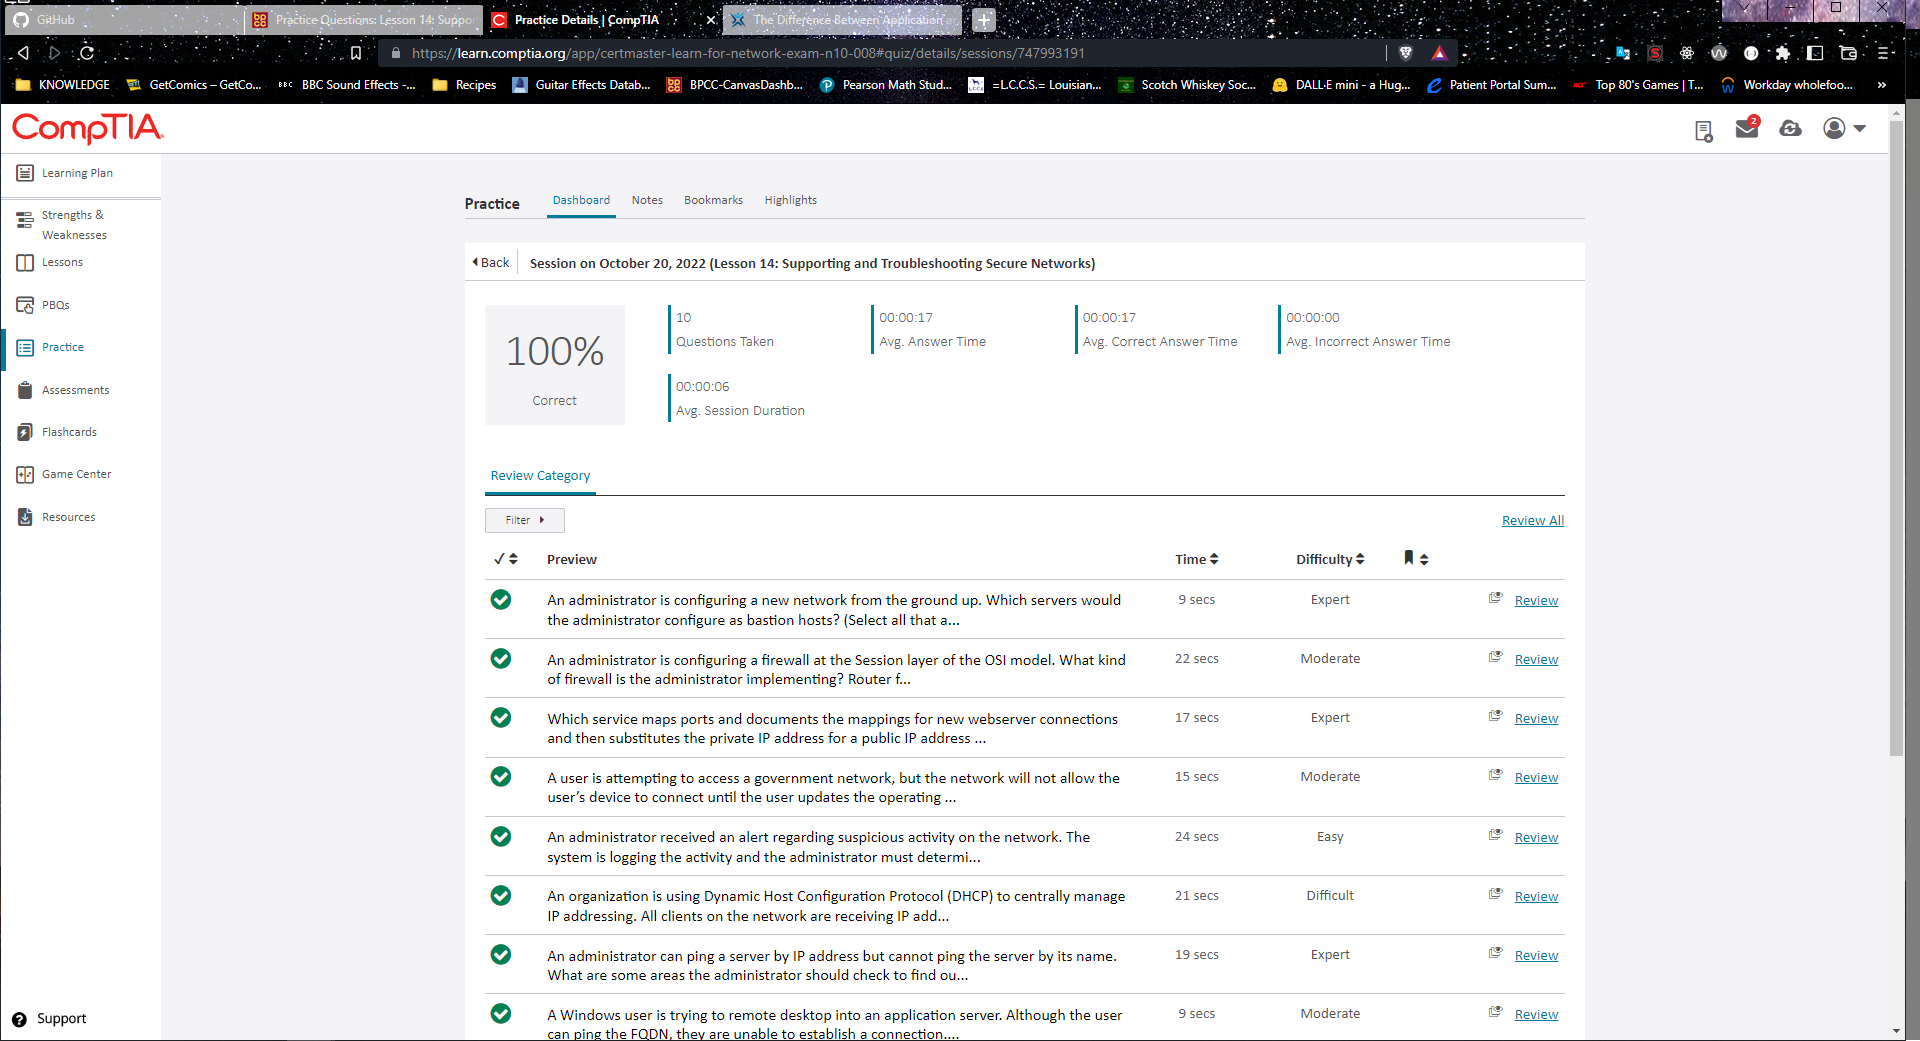 GitHub
Practice Questions: Lesson 14: Suppor
Practice Details | CompTIA
The Difference Between Application a
https://learn.comptia.org/app/certmaster-learn-for-network-exam-n10-008#quiz/details/sessions/747993191
KNOWLEDGE
GetComics – GetCo...
BBC
BBC Sound Effects -...
Recipes
Guitar Effects Datab...
BPCC-CanvasDashb...
Pearson Math Stud...
=L.C.C.S.= Louisian...
Scotch Whiskey Soc...
DALL·E mini - a Hug...
Patient Portal Sum...
Top 80's Games | T...
Workday wholefoo...
»
CompTIA.
2
Learning Plan
Strengths &
Weaknesses
Lessons
PBQs
Practice
Assessments
Flashcards
Game Center
Resources
Support
Practice
Dashboard
Notes
Bookmarks
Highlights
Back
Session on October 20, 2022 (Lesson 14: Supporting and Troubleshooting Secure Networks)
100%
Correct
10
Questions Taken
00:00:17
Avg. Answer Time
00:00:17
Avg. Correct Answer Time
00:00:00
Avg. Incorrect Answer Time
00:00:06
Avg. Session Duration
Review Category
Filter
Review All
Preview
Time
Difficulty
An administrator is configuring a new network from the ground up. Which servers would
the administrator configure as bastion hosts? (Select all that a...
9 secs
Expert
Review
An administrator is configuring a firewall at the Session layer of the OSI model. What kind
of firewall is the administrator implementing? Router f...
22 secs
Moderate
Review
Which service maps ports and documents the mappings for new webserver connections
and then substitutes the private IP address for a public IP address ...
17 secs
Expert
Review
A user is attempting to access a government network, but the network will not allow the
user’s device to connect until the user updates the operating ...
15 secs
Moderate
Review
An administrator received an alert regarding suspicious activity on the network. The
system is logging the activity and the administrator must determi...
24 secs
Easy
Review
An organization is using Dynamic Host Configuration Protocol (DHCP) to centrally manage
IP addressing. All clients on the network are receiving IP add...
21 secs
Difficult
Review
An administrator can ping a server by IP address but cannot ping the server by its name.
What are some areas the administrator should check to find ou...
19 secs
Expert
Review
A Windows user is trying to remote desktop into an application server. Although the user
can ping the FQDN, they are unable to establish a connection....
9 secs
Moderate
Review